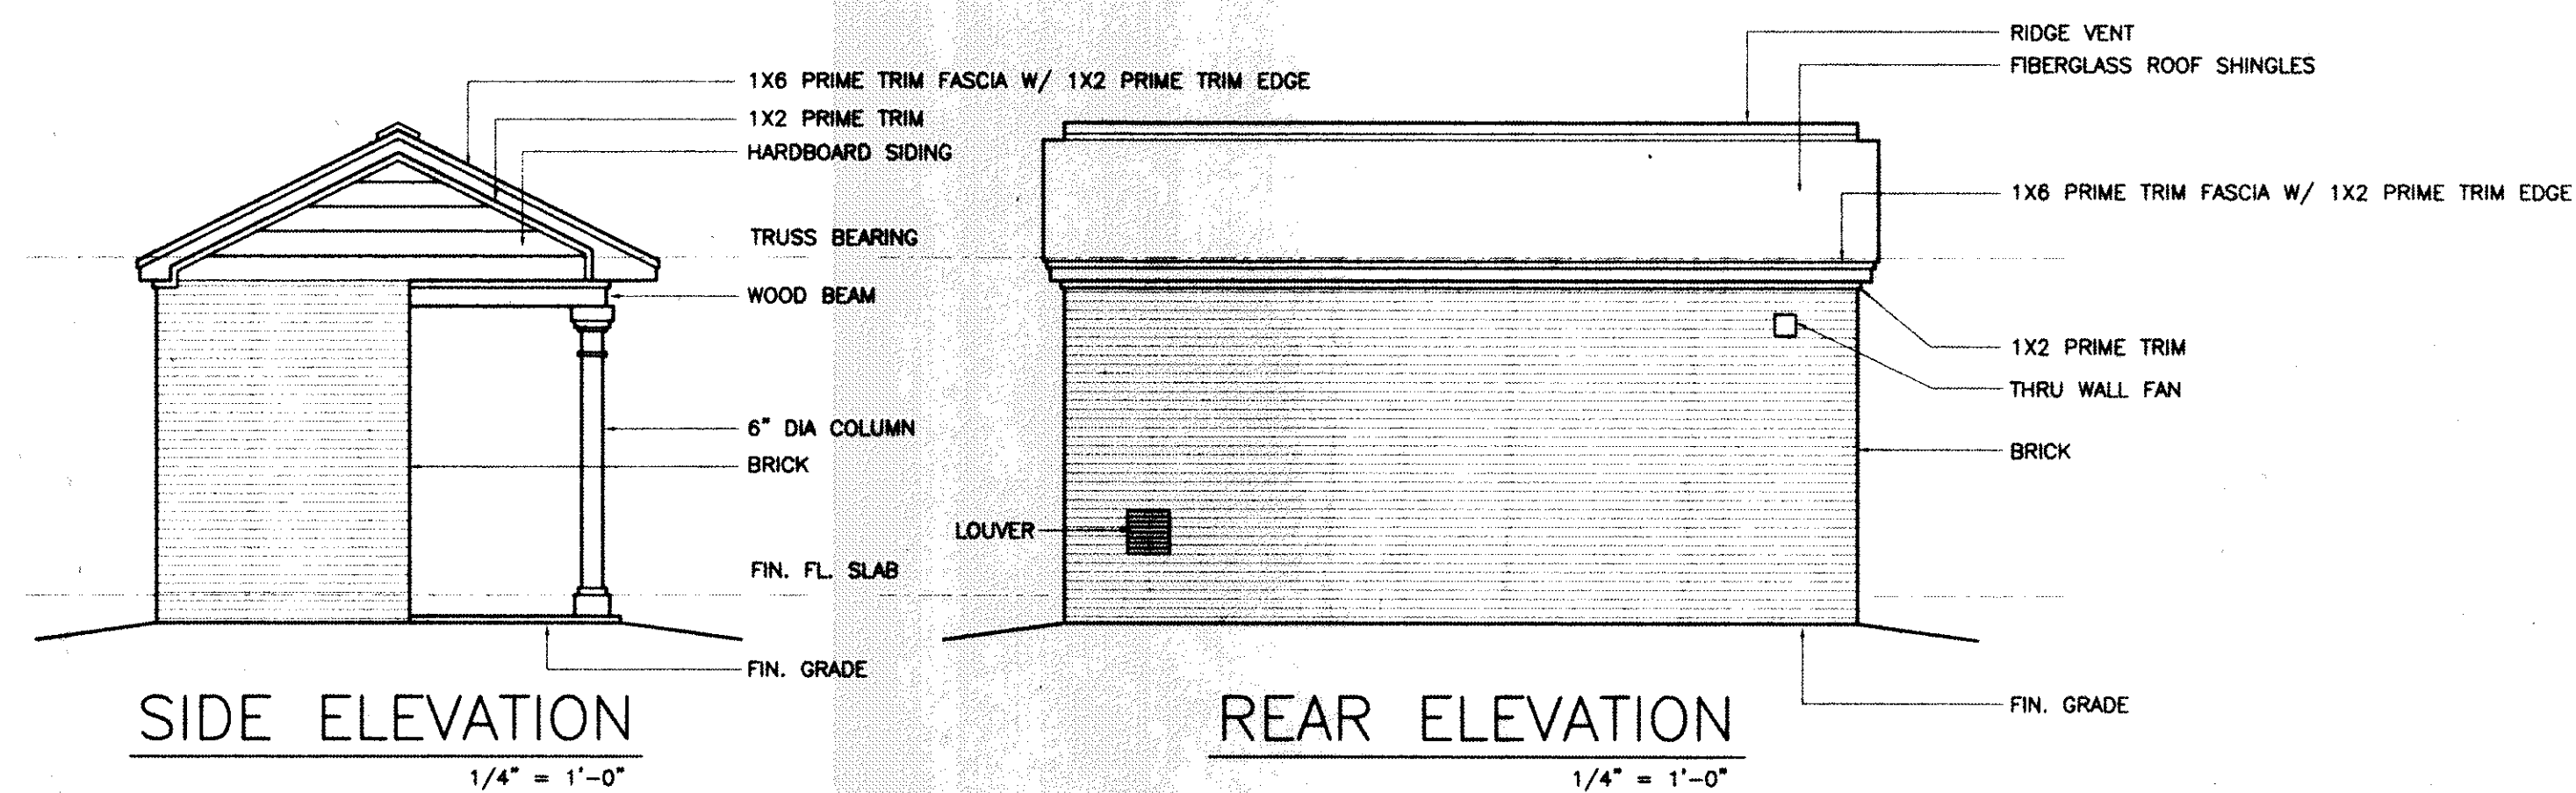 1X6 PRIME TRIM FASCIA W/ 1X2 PRIME TRIM EDGE
1X2 PRIME TRIM
HARDBOARD SIDING
TRUSS BEARING
WOOD BEAM
6" DIA COLUMN
BRICK
FIN. FL. SLAB
FIN. GRADE
SIDE ELEVATION
1/4" = 1'-0"
RIDGE VENT
FIBERGLASS ROOF SHINGLES
1X6 PRIME TRIM FASCIA W/ 1X2 PRIME TRIM EDGE
1X2 PRIME TRIM
THRU WALL FAN
BRICK
LOUVER
FIN. GRADE
REAR ELEVATION
1/4" = 1'-0"